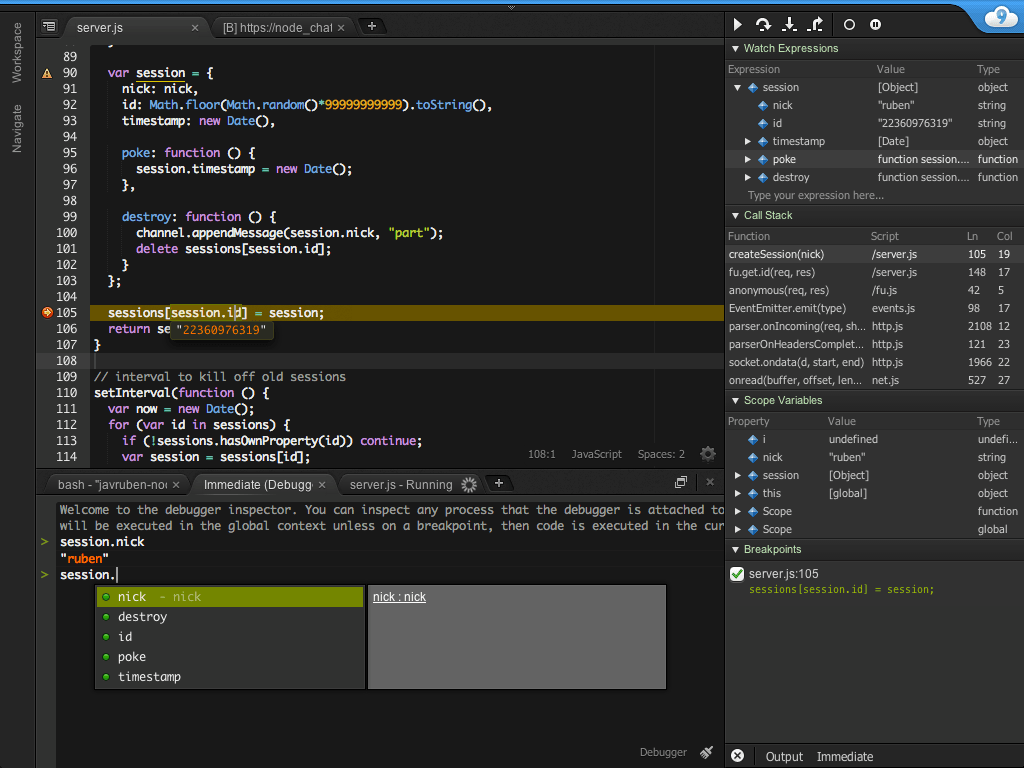 Workspace
Navigate
server.js
[B] https://node_chat
9
89
90 var session = {
91 nick: nick,
92 id: Math.floor(Math.random()*99999999999).toString(),
93 timestamp: new Date(),
94
95 poke: function () {
96 session.timestamp = new Date();
97 },
98
99 destroy: function () {
100 channel.appendMessage(session.nick, "part");
101 delete sessions[session.id];
102 }
103 };
104
105 sessions[session.id] = session;
106 return se "22360976319"
107 }
108
109 // interval to kill off old sessions
110 setInterval(function () {
111 var now = new Date();
112 for (var id in sessions) {
113 if (!sessions.hasOwnProperty(id)) continue;
114 var session = sessions[id];
108:1 JavaScript Spaces: 2
bash - "javruben-no
Immediate (Debugg
server.js - Running
Welcome to the debugger inspector. You can inspect any process that the debugger is attached to
will be executed in the global context unless on a breakpoint, then code is executed in the cur
> session.nick
"ruben"
> session.
nick - nick
destroy
id
poke
timestamp
nick : nick
Debugger
Watch Expressions
Expression Value Type
session [Object] object
nick "ruben" string
id "22360976319" string
timestamp [Date] object
poke function session.... function
destroy function session.... function
Type your expression here...
Call Stack
Function Script Ln Col
createSession(nick) /server.js 105 19
fu.get.id(req, res) /server.js 148 17
anonymous(req, res) /fu.js 42 5
EventEmitter.emit(type) events.js 98 17
parser.onIncoming(req, sh... http.js 2108 12
parserOnHeadersComplet... http.js 121 23
socket.ondata(d, start, end) http.js 1966 22
onread(buffer, offset, len... net.js 527 27
Scope Variables
Property Value Type
i undefined undefi...
nick "ruben" string
session [Object] object
this [global] object
Scope function
Scope global
Breakpoints
server.js:105
sessions[session.id] = session;
Output Immediate